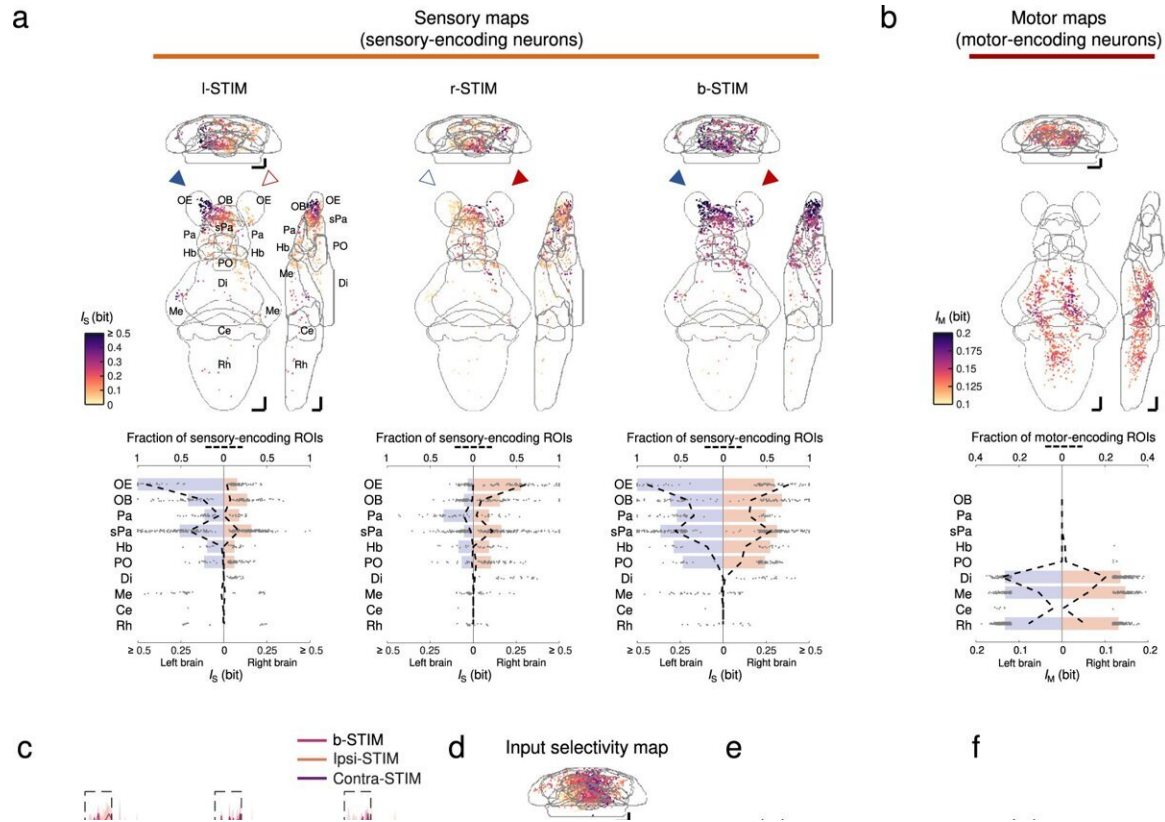 a
Sensory maps
(sensory-encoding neurons)
b
Motor maps
(motor-encoding neurons)
l-STIM
r-STIM
b-STIM
OE OB OE OB OE
sPa
sPa
Pa Pa Pa
Hb Hb Hb PO
PO
Me
Di Di
Me Me
Ce Ce
Rh
IS (bit)
≥ 0.5
0.4
0.3
0.2
0.1
0
IM (bit)
0.2
0.175
0.15
0.125
0.1
Fraction of sensory-encoding ROIs
1 0.5 0 0.5 1
OE
OB
Pa
sPa
Hb
PO
Di
Me
Ce
Rh
≥ 0.5 0.25 0 0.25 ≥ 0.5
Left brain Right brain
IS (bit)
Fraction of sensory-encoding ROIs
1 0.5 0 0.5 1
OE
OB
Pa
sPa
Hb
PO
Di
Me
Ce
Rh
≥ 0.5 0.25 0 0.25 ≥ 0.5
Left brain Right brain
IS (bit)
Fraction of sensory-encoding ROIs
1 0.5 0 0.5 1
OE
OB
Pa
sPa
Hb
PO
Di
Me
Ce
Rh
≥ 0.5 0.25 0 0.25 ≥ 0.5
Left brain Right brain
IS (bit)
Fraction of motor-encoding ROIs
0.4 0.2 0 0.2 0.4
OB
Pa
sPa
Hb
PO
Di
Me
Ce
Rh
0.2 0.1 0 0.1 0.2
Left brain Right brain
IM (bit)
c
b-STIM
Ipsi-STIM
Contra-STIM
d
Input selectivity map
e
f